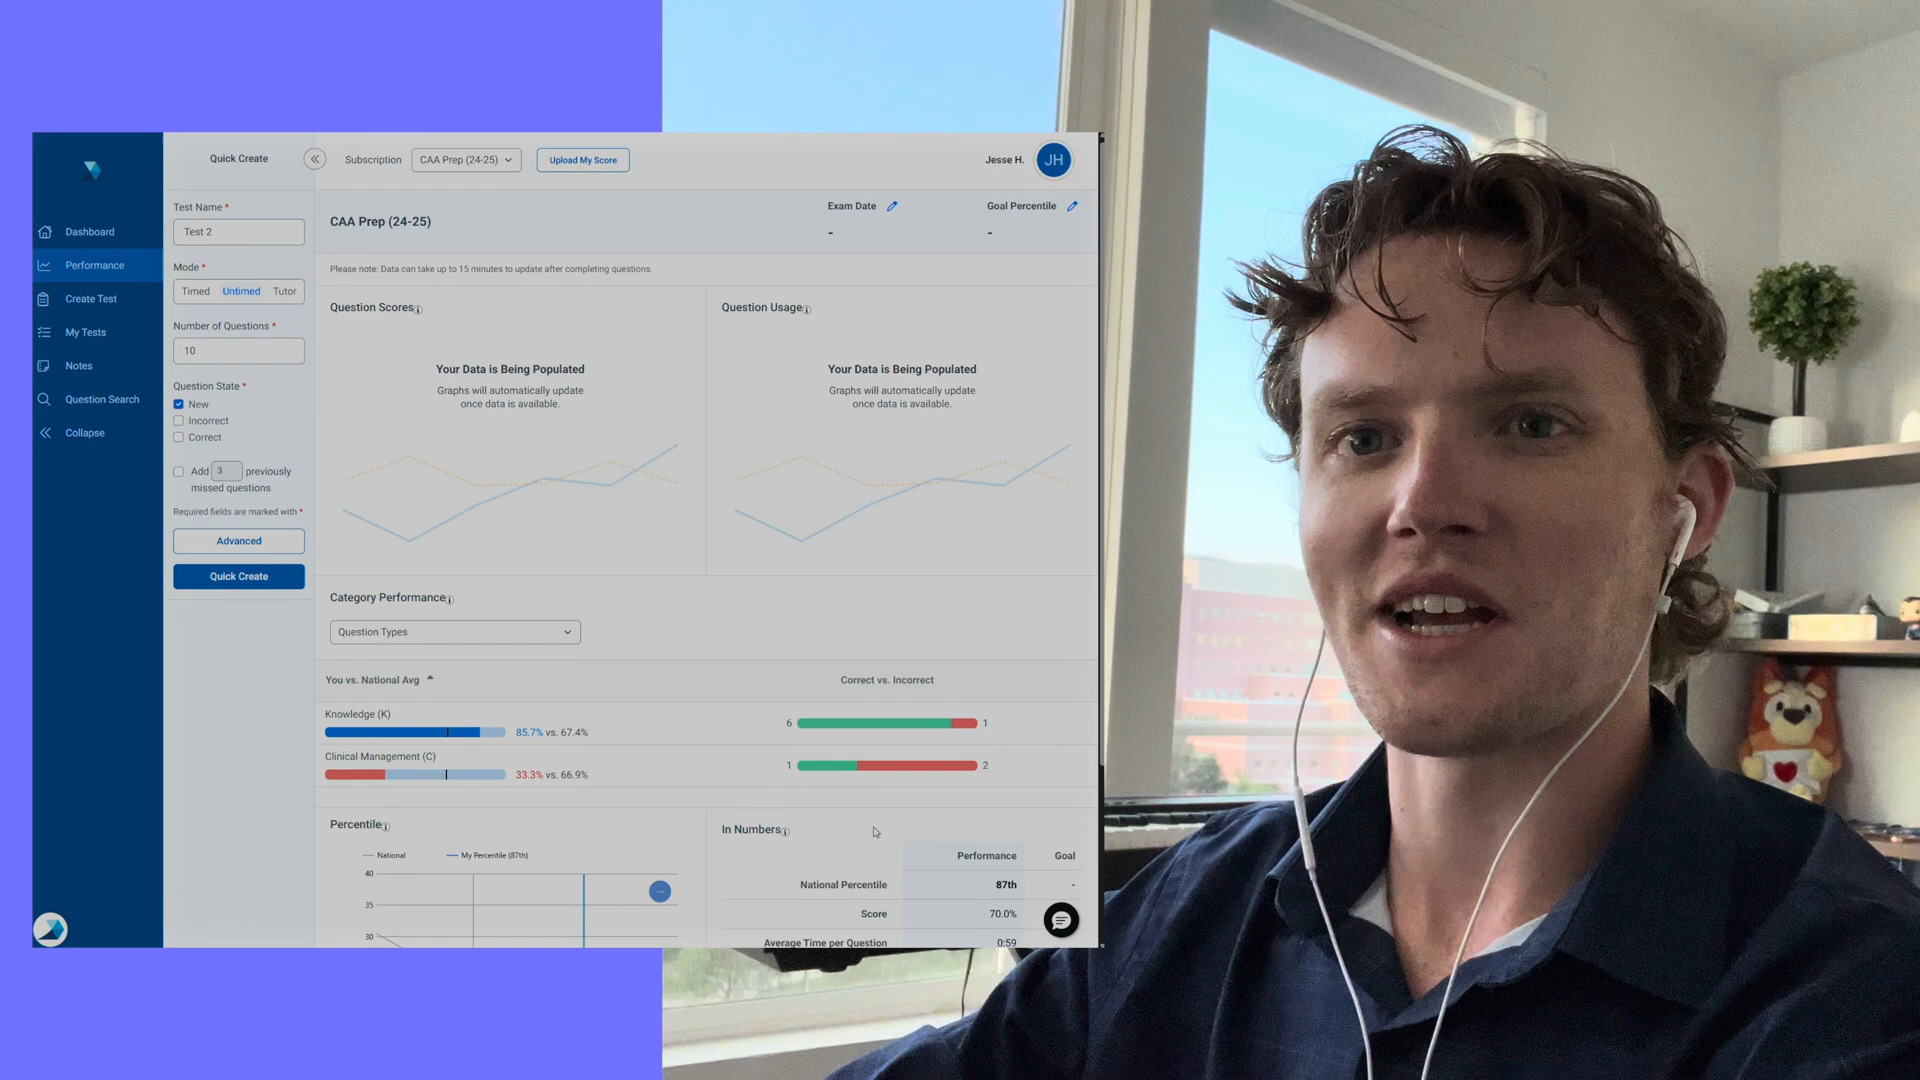 Quick Create
Subscription
CAA Prep (24-25)
Upload My Score
Jesse H.
JH
Dashboard
Performance
Create Test
My Tests
Notes
Question Search
Collapse
Test Name *
Test 2
Mode *
Timed Untimed Tutor
Number of Questions *
10
Question State *
New
Incorrect
Correct
Add 3 previously
missed questions
Required fields are marked with *
Advanced
Quick Create
CAA Prep (24-25)
Exam Date
-
Goal Percentile
-
Please note: Data can take up to 15 minutes to update after completing questions.
Question Scores
Your Data is Being Populated
Graphs will automatically update
once data is available.
Question Usage
Your Data is Being Populated
Graphs will automatically update
once data is available.
Category Performance
Question Types
You vs. National Avg
Correct vs. Incorrect
Knowledge (K)
85.7% vs. 67.4%
6 1
Clinical Management (C)
33.3% vs. 66.9%
1 2
Percentile
National My Percentile (87th)
40
35
30
In Numbers
Performance Goal
National Percentile 87th -
Score 70.0%
Average Time per Question 0:59